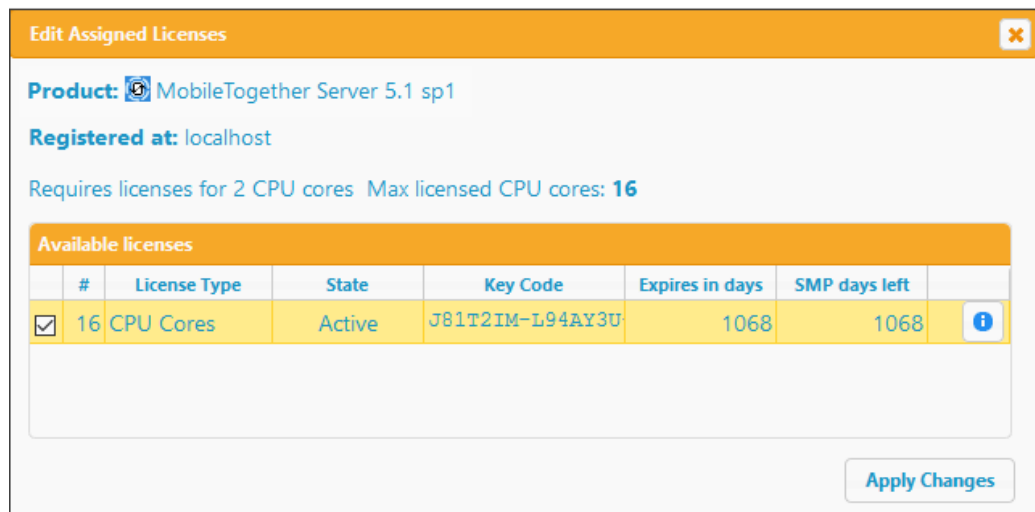 Edit Assigned Licenses
Product: MobileTogether Server 5.1 sp1
Registered at: localhost
Requires licenses for 2 CPU cores Max licensed CPU cores: 16
Available licenses
# License Type State Key Code Expires in days SMP days left
16 CPU Cores Active J81T2IM-L94AY3U- 1068 1068
Apply Changes